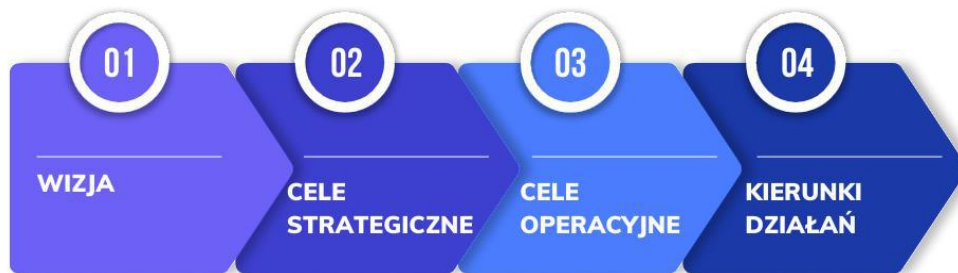 01
WIZJA
02
CELE
STRATEGICZNE
03
CELE
OPERACYJNE
04
KIERUNKI
DZIAŁAŃ